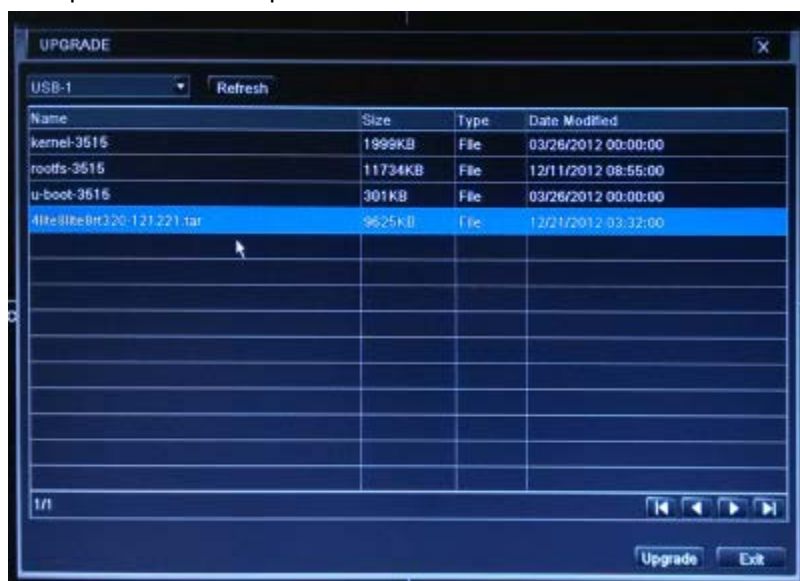 UPGRADE X
USB-1 Refresh
Name Size Type Date Modified
kernel-3515 1999KB File 03/26/2012 00:00:00
rootfs-3515 11734KB File 12/11/2012 08:55:00
u-boot-3515 301KB File 03/26/2012 00:00:00
9625KB File 12/21/2012 03:32:00
1/1
Upgrade Exit